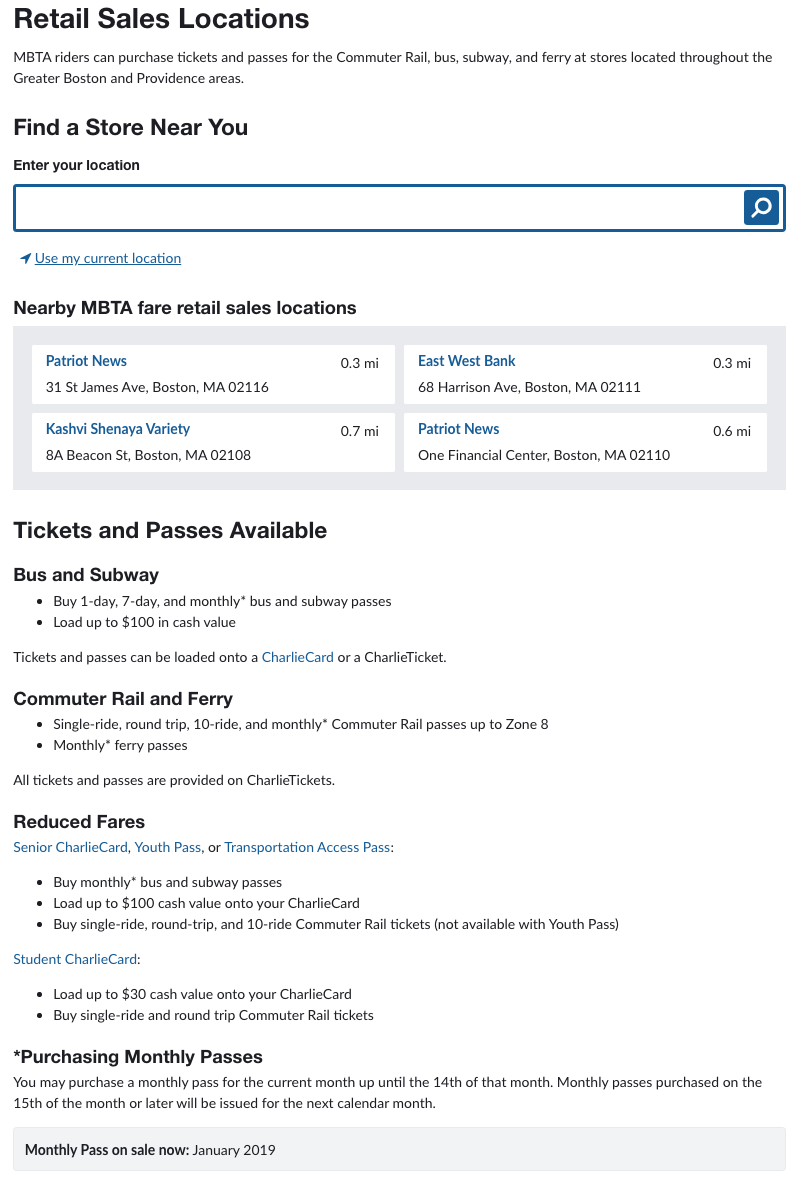 Retail Sales Locations
MBTA riders can purchase tickets and passes for the Commuter Rail, bus, subway, and ferry at stores located throughout the
Greater Boston and Providence areas.
Find a Store Near You
Enter your location
Use my current location
Nearby MBTA fare retail sales locations
Patriot News 0.3 mi
31 St James Ave, Boston, MA 02116
East West Bank 0.3 mi
68 Harrison Ave, Boston, MA 02111
Kashvi Shenaya Variety 0.7 mi
8A Beacon St, Boston, MA 02108
Patriot News 0.6 mi
One Financial Center, Boston, MA 02110
Tickets and Passes Available
Bus and Subway
• Buy 1-day, 7-day, and monthly* bus and subway passes
• Load up to $100 in cash value
Tickets and passes can be loaded onto a CharlieCard or a CharlieTicket.
Commuter Rail and Ferry
• Single-ride, round trip, 10-ride, and monthly* Commuter Rail passes up to Zone 8
• Monthly* ferry passes
All tickets and passes are provided on CharlieTickets.
Reduced Fares
Senior CharlieCard, Youth Pass, or Transportation Access Pass:
• Buy monthly* bus and subway passes
• Load up to $100 cash value onto your CharlieCard
• Buy single-ride, round-trip, and 10-ride Commuter Rail tickets (not available with Youth Pass)
Student CharlieCard:
• Load up to $30 cash value onto your CharlieCard
• Buy single-ride and round trip Commuter Rail tickets
*Purchasing Monthly Passes
You may purchase a monthly pass for the current month up until the 14th of that month. Monthly passes purchased on the
15th of the month or later will be issued for the next calendar month.
Monthly Pass on sale now: January 2019